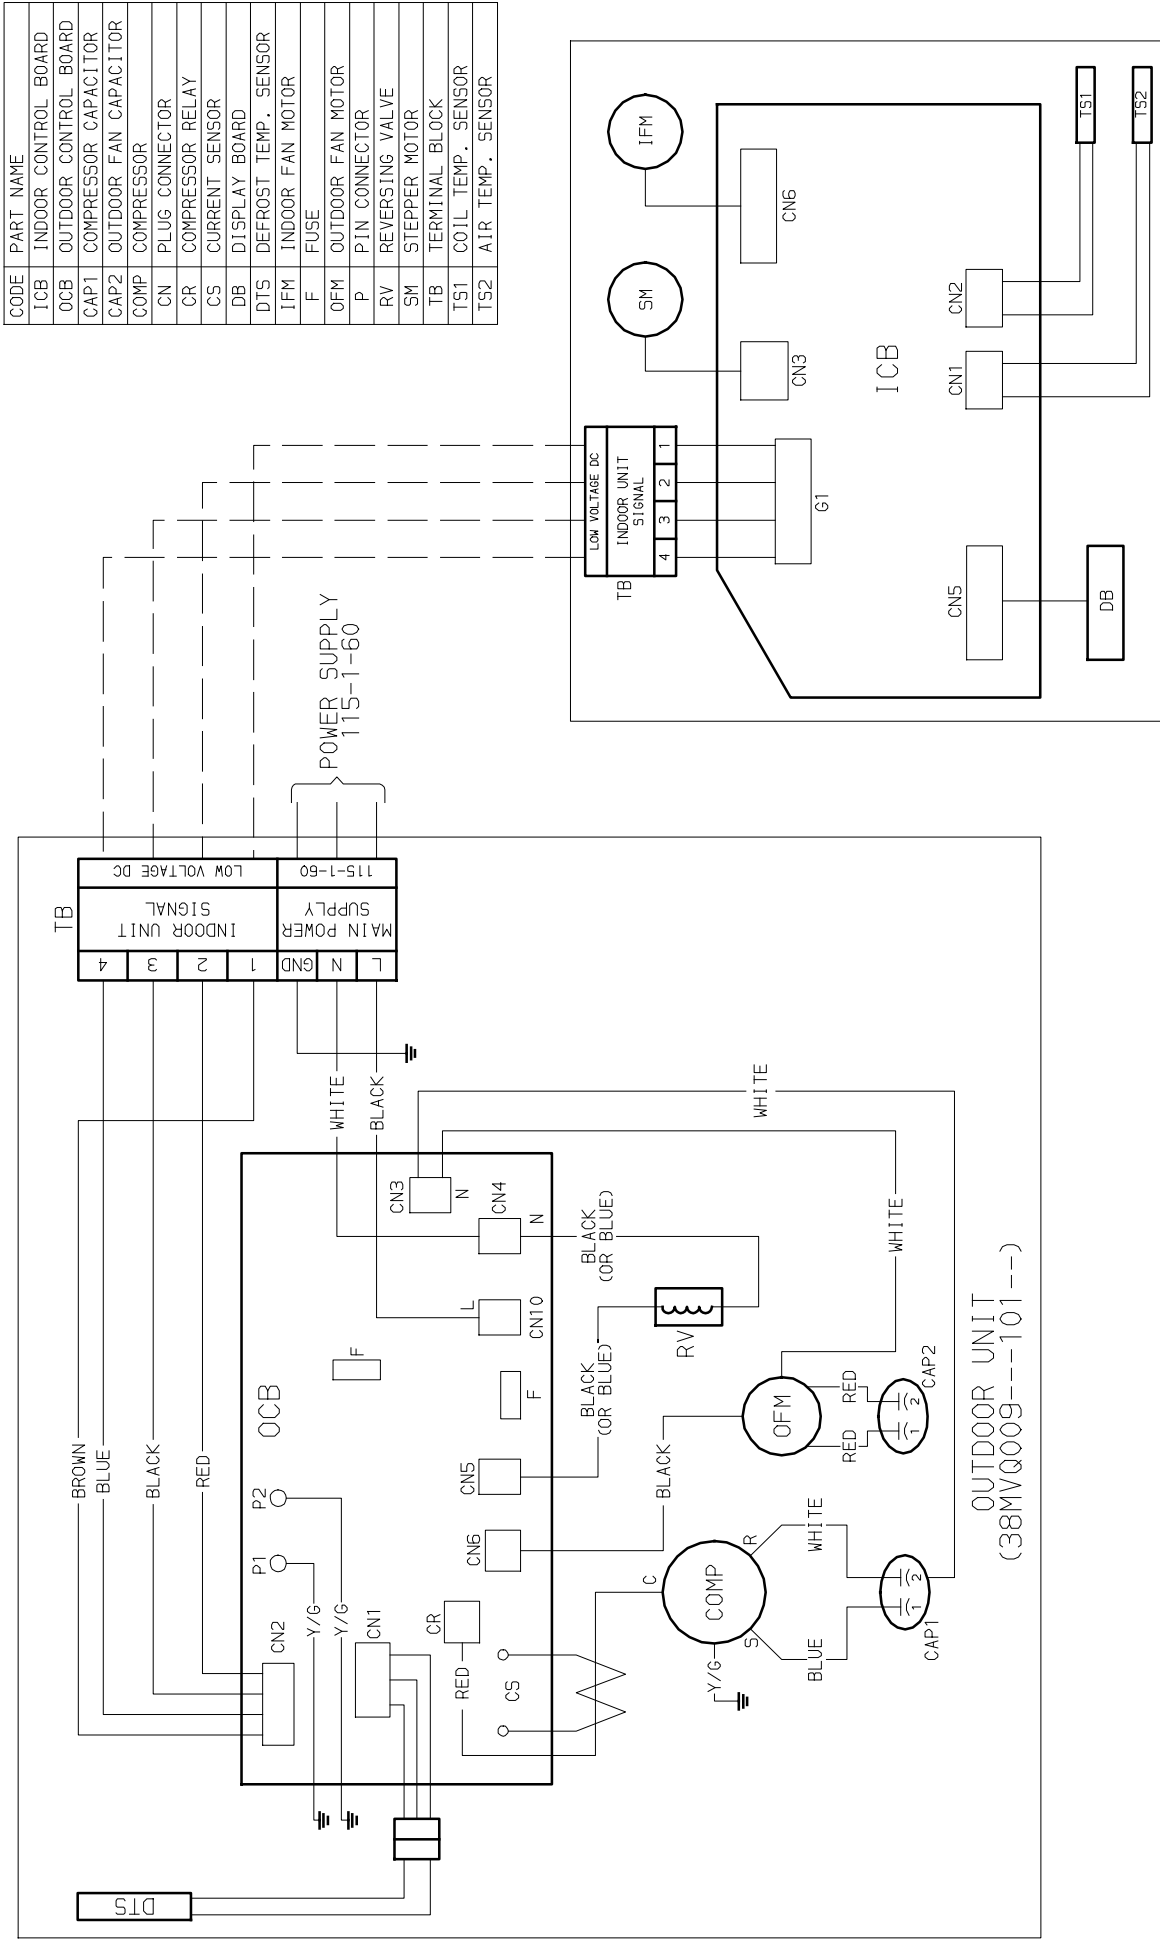 CODE PART NAME
ICB INDOOR CONTROL BOARD
OCB OUTDOOR CONTROL BOARD
CAP1 COMPRESSOR CAPACITOR
CAP2 OUTDOOR FAN CAPACITOR
COMP COMPRESSOR
CN PLUG CONNECTOR
CR COMPRESSOR RELAY
CS CURRENT SENSOR
DB DISPLAY BOARD
DTS DEFROST TEMP. SENSOR
IFM INDOOR FAN MOTOR
F FUSE
OFM OUTDOOR FAN MOTOR
P PIN CONNECTOR
RV REVERSING VALVE
SM STEPPER MOTOR
TB TERMINAL BLOCK
TS1 COIL TEMP. SENSOR
TS2 AIR TEMP. SENSOR
DTS
BROWN
BLUE
BLACK
RED
TB
4
3
2
1
GND
N
L
INDOOR UNIT
SIGNAL
MAIN POWER
SUPPLY
LOW VOLTAGE DC
115-1-60
POWER SUPPLY
115-1-60
OCB
P1
P2
Y/G
Y/G
CN2
CN1
CR
RED
CS
F
F
CN6
CN5
L
CN10
N
CN4
CN3
N
WHITE
BLACK
WHITE
BLACK
(OR BLUE)
BLACK
(OR BLUE)
RV
BLACK
WHITE
OFM
RED
RED
1
2
CAP2
C
COMP
S
R
Y/G
BLUE
WHITE
1
2
CAP1
OUTDOOR UNIT
(38MVQ009---101--)
LOW VOLTAGE DC
INDOOR UNIT
SIGNAL
4
3
2
1
TB
G1
SM
IFM
CN3
CN6
ICB
CN5
CN1
CN2
DB
TS1
TS2